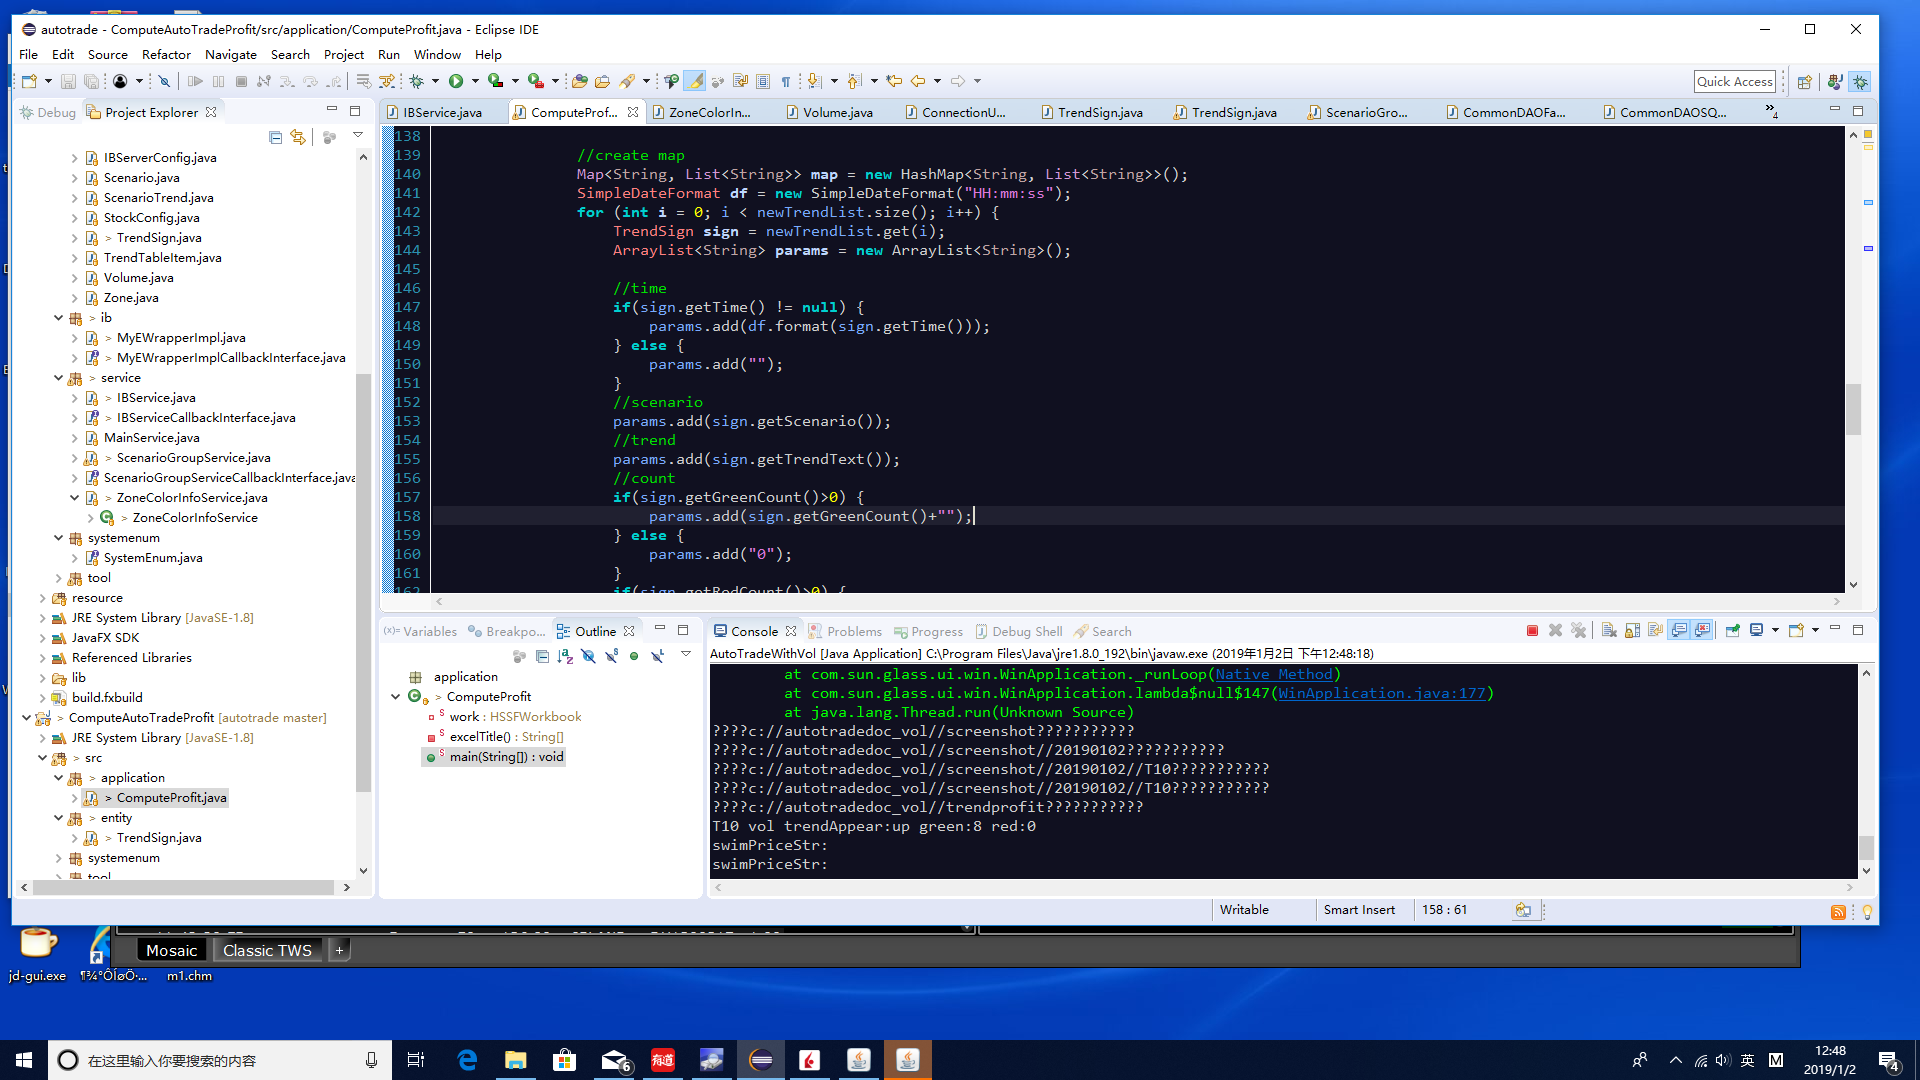 autotrade - ComputeAutoTradeProfit/src/application/ComputeProfit.java - Eclipse IDE
File Edit Source Refactor Navigate Search Project Run Window Help
Quick Access
Debug Project Explorer
IBService.java ComputeProf... ZoneColorIn... Volume.java ConnectionU... TrendSign.java TrendSign.java ScenarioGro... CommonDAOFa... CommonDAOSQ... »4
IBServerConfig.java
Scenario.java
ScenarioTrend.java
StockConfig.java
> TrendSign.java
TrendTableItem.java
Volume.java
Zone.java
> ib
> MyEWrapperImpl.java
> MyEWrapperImplCallbackInterface.java
> service
> IBService.java
> IBServiceCallbackInterface.java
MainService.java
> ScenarioGroupService.java
ScenarioGroupServiceCallbackInterface.java
> ZoneColorInfoService.java
> ZoneColorInfoService
systemenum
SystemEnum.java
tool
resource
JRE System Library [JavaSE-1.8]
JavaFX SDK
Referenced Libraries
lib
build.fxbuild
> ComputeAutoTradeProfit [autotrade master]
JRE System Library [JavaSE-1.8]
> src
> application
> ComputeProfit.java
> entity
> TrendSign.java
systemenum
tool
138
139 //create map
140 Map<String, List<String>> map = new HashMap<String, List<String>>();
141 SimpleDateFormat df = new SimpleDateFormat("HH:mm:ss");
142 for (int i = 0; i < newTrendList.size(); i++) {
143 TrendSign sign = newTrendList.get(i);
144 ArrayList<String> params = new ArrayList<String>();
145
146 //time
147 if(sign.getTime() != null) {
148 params.add(df.format(sign.getTime()));
149 } else {
150 params.add("");
151 }
152 //scenario
153 params.add(sign.getScenario());
154 //trend
155 params.add(sign.getTrendText());
156 //count
157 if(sign.getGreenCount()>0) {
158 params.add(sign.getGreenCount()+"");
159 } else {
160 params.add("0");
161 }
162 if(sign.getRedCount()>0) {
(x)= Variables Breakpo... Outline
application
> ComputeProfit
work : HSSFWorkbook
excelTitle() : String[]
main(String[]) : void
Console Problems Progress Debug Shell Search
AutoTradeWithVol [Java Application] C:\Program Files\Java\jre1.8.0_192\bin\javaw.exe (2019年1月2日 下午12:48:18)
at com.sun.glass.ui.win.WinApplication._runLoop(Native Method)
at com.sun.glass.ui.win.WinApplication.lambda$null$147(WinApplication.java:177)
at java.lang.Thread.run(Unknown Source)
????c://autotradedoc_vol//screenshot???????????
????c://autotradedoc_vol//screenshot//20190102???????????
????c://autotradedoc_vol//screenshot//20190102//T10???????????
????c://autotradedoc_vol//screenshot//20190102//T10???????????
????c://autotradedoc_vol//trendprofit???????????
T10 vol trendAppear:up green:8 red:0
swimPriceStr:
swimPriceStr:
Writable Smart Insert 158 : 61
Mosaic Classic TWS +
jd-gui.exe ¶¾°ÔÍøÖ·... m1.chm
在这里输入你要搜索的内容
6
有道
英 M
12:48
2019/1/2
4